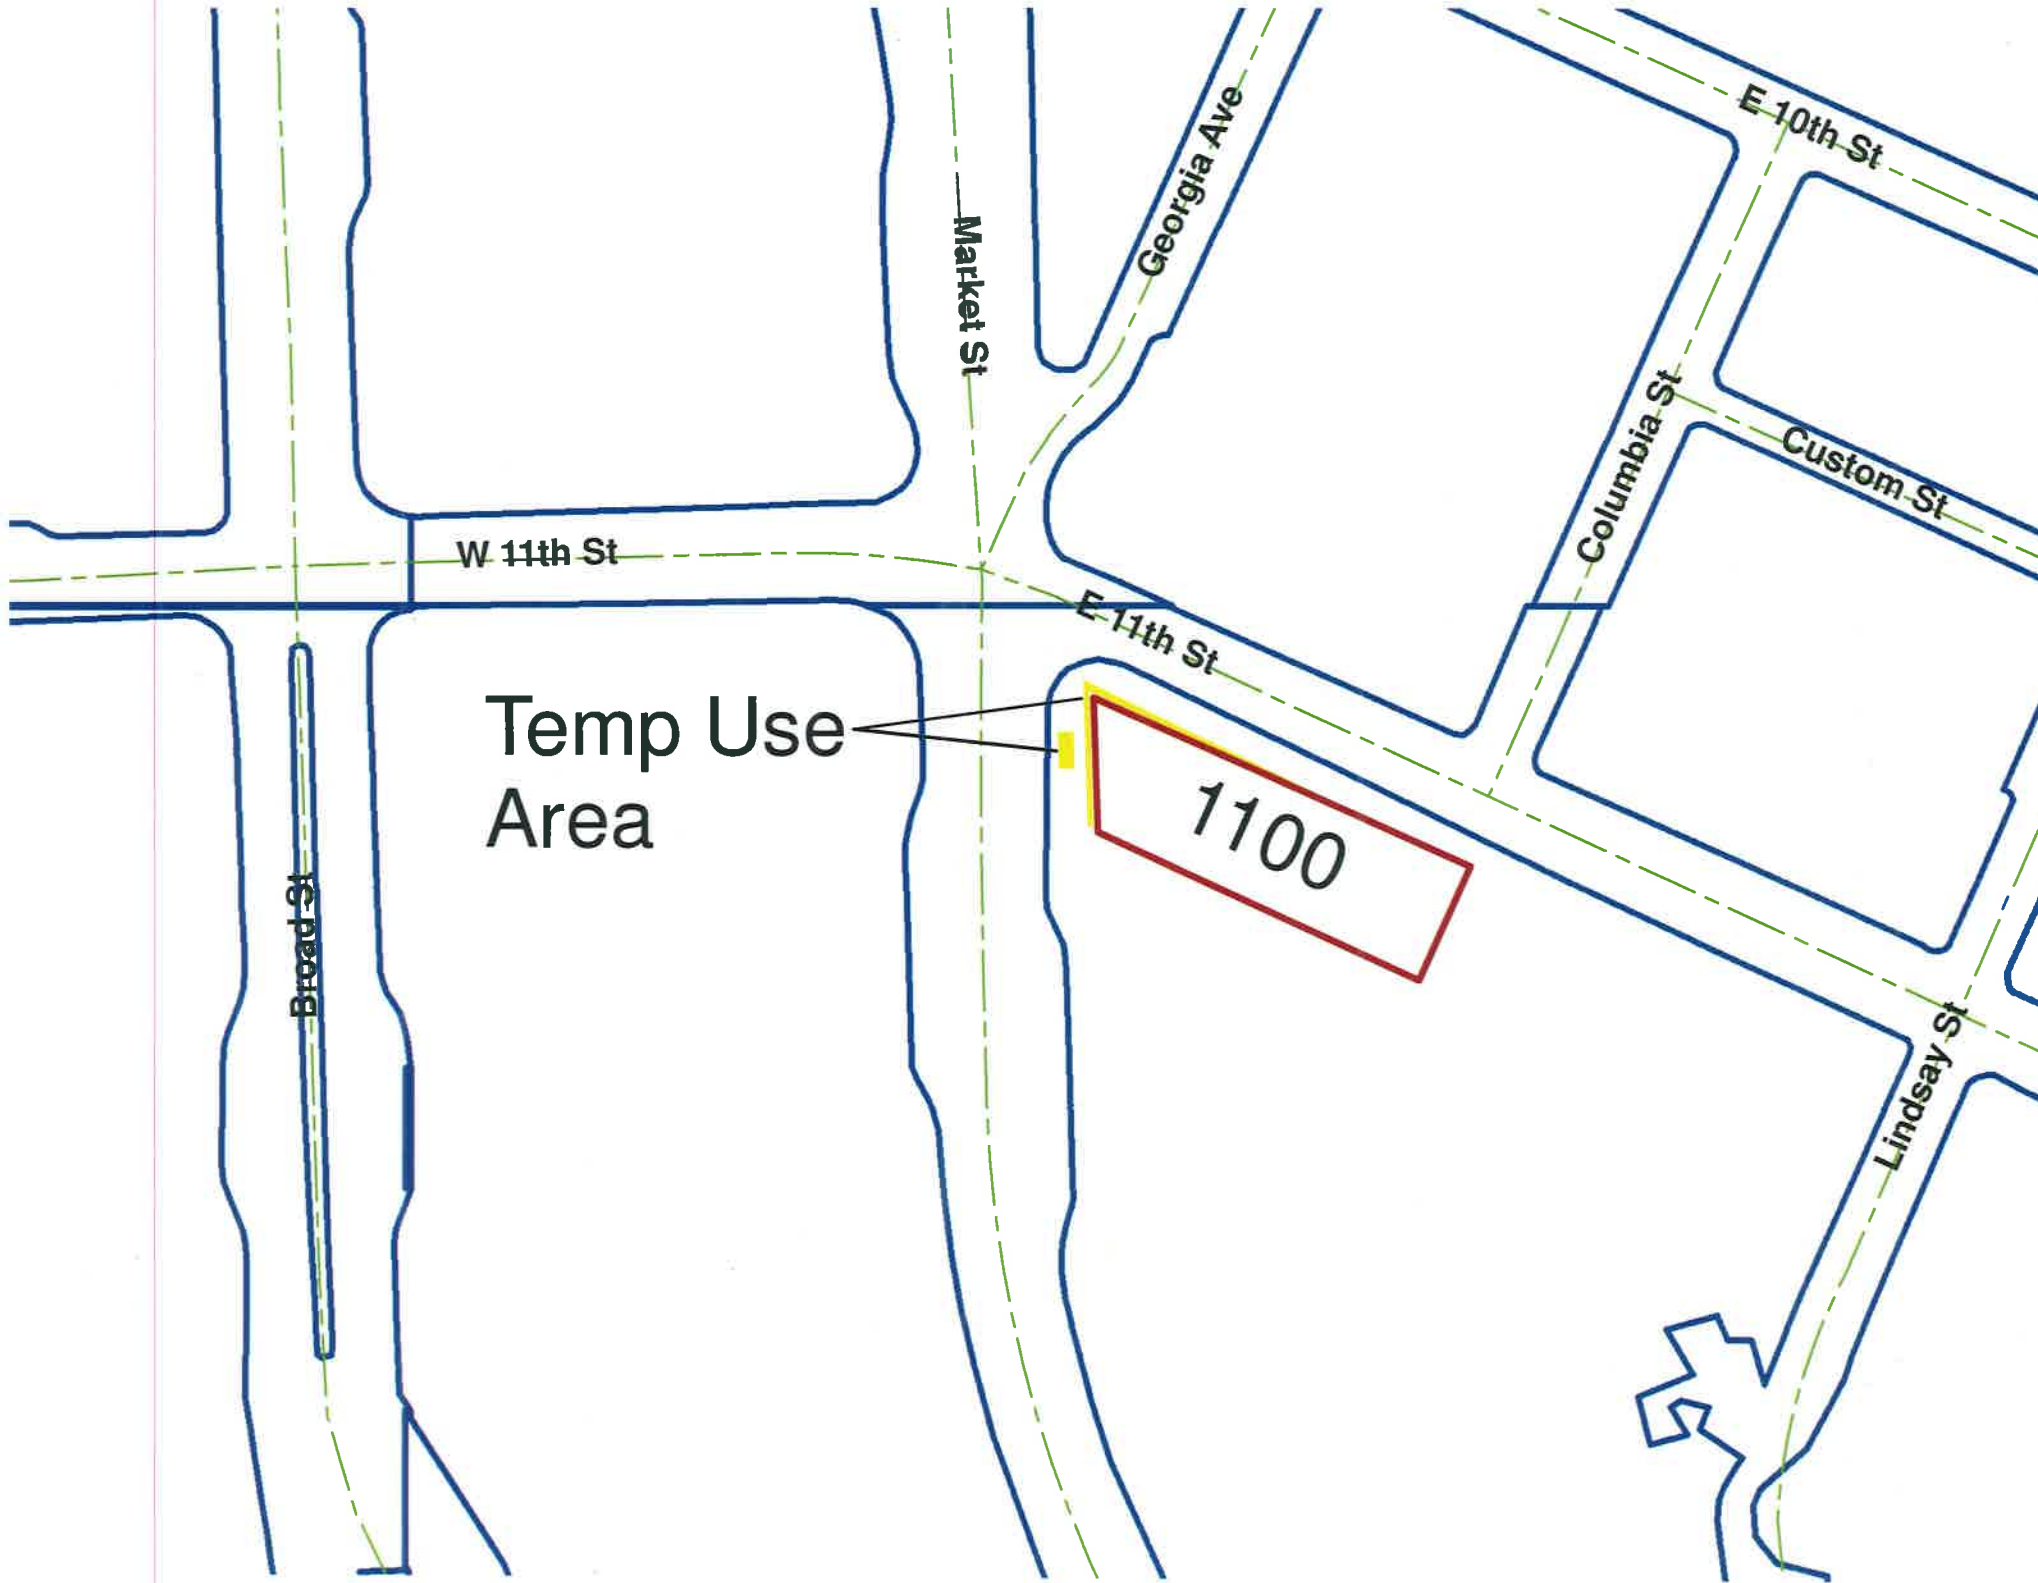 E 10th St
Georgia Ave
Market St
Columbia St
Custom St
W 11th St
E 11th St
Temp Use
Area
1100
Broad St
Lindsay St